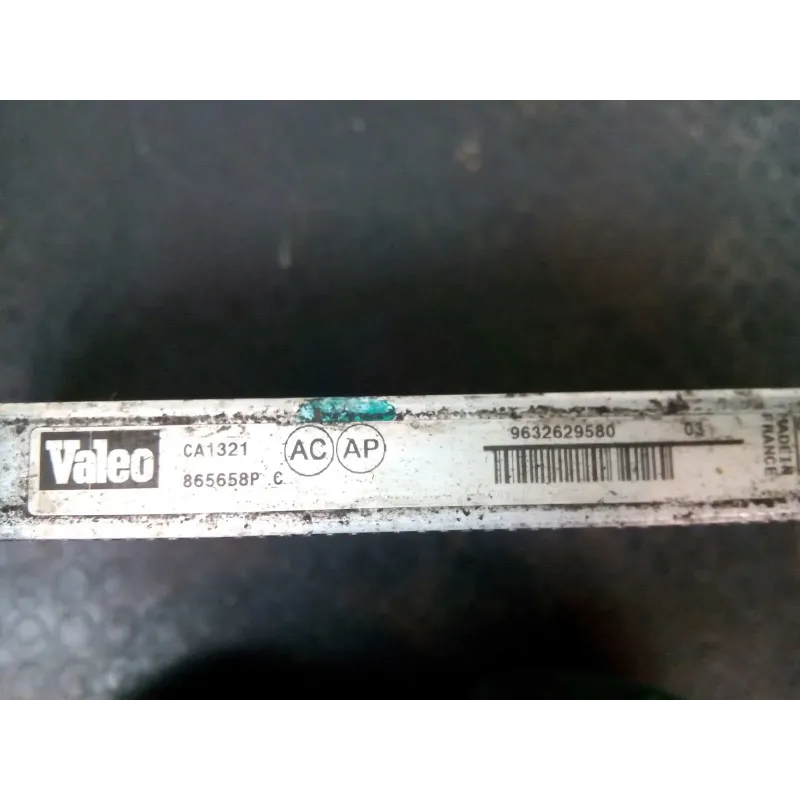 Valeo
CA1321
865658P C
AC AP
9632629580 03
MADE IN
FRANCE